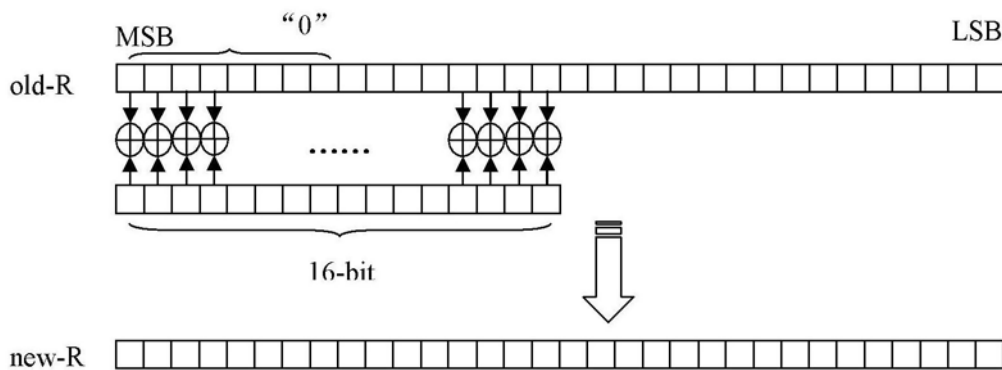 “0”
MSB
LSB
old-R
......
16-bit
new-R